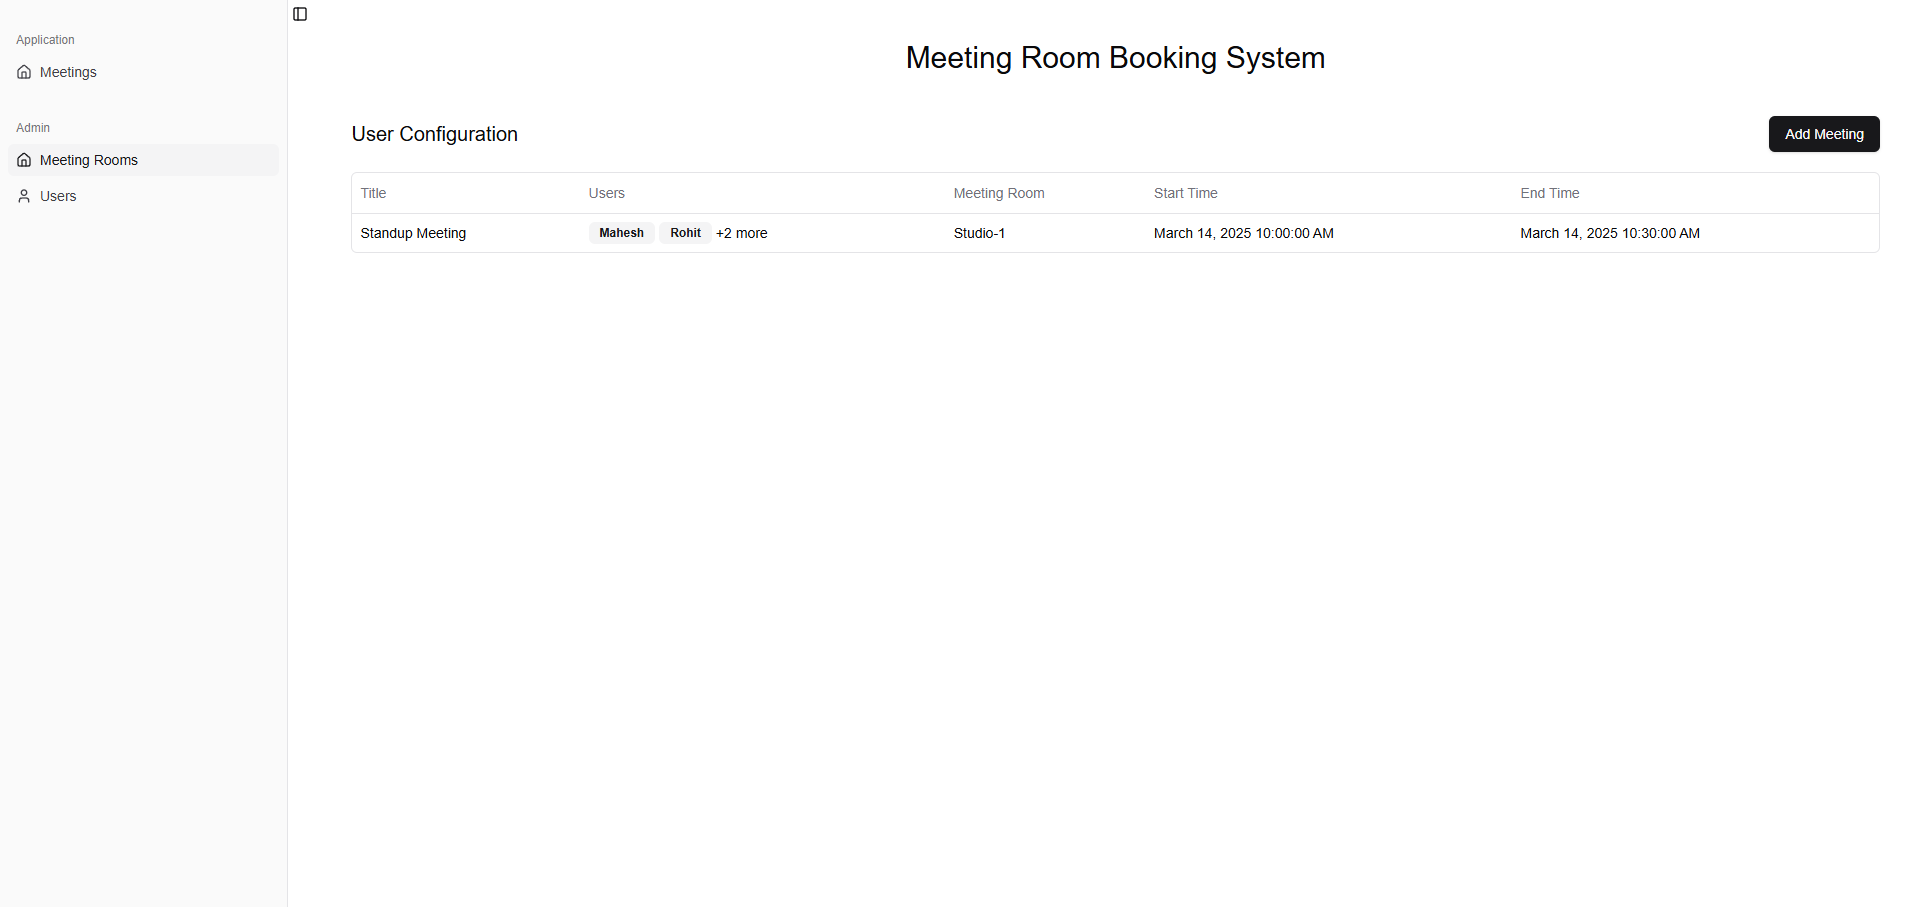 Application
Meetings
Admin
Meeting Rooms
Users
Meeting Room Booking System
User Configuration
Add Meeting
Title Users Meeting Room Start Time End Time
Standup Meeting Mahesh Rohit +2 more Studio-1 March 14, 2025 10:00:00 AM March 14, 2025 10:30:00 AM